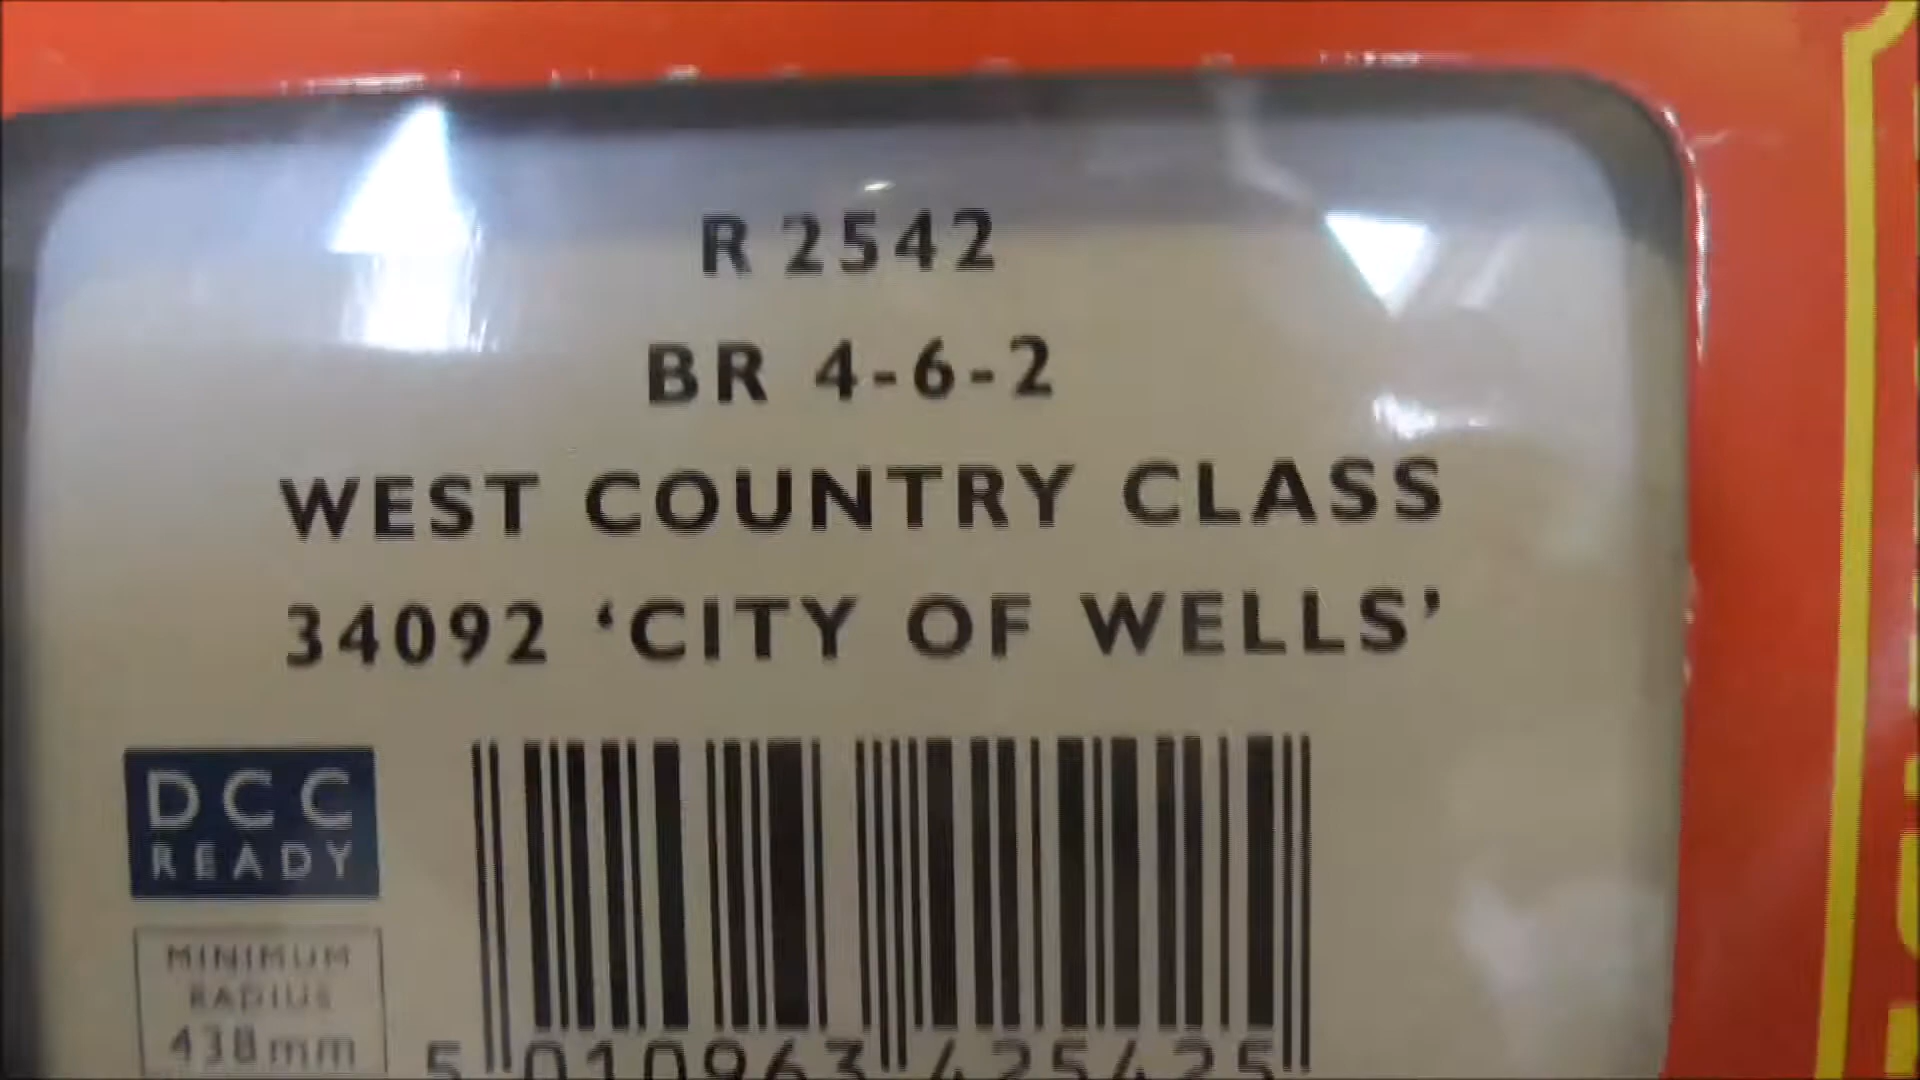 R 2542
BR 4-6-2
WEST COUNTRY CLASS
34092 ‘CITY OF WELLS’
DCC
READY
MINIMUM
RADIUS
438mm
5 010963 425425